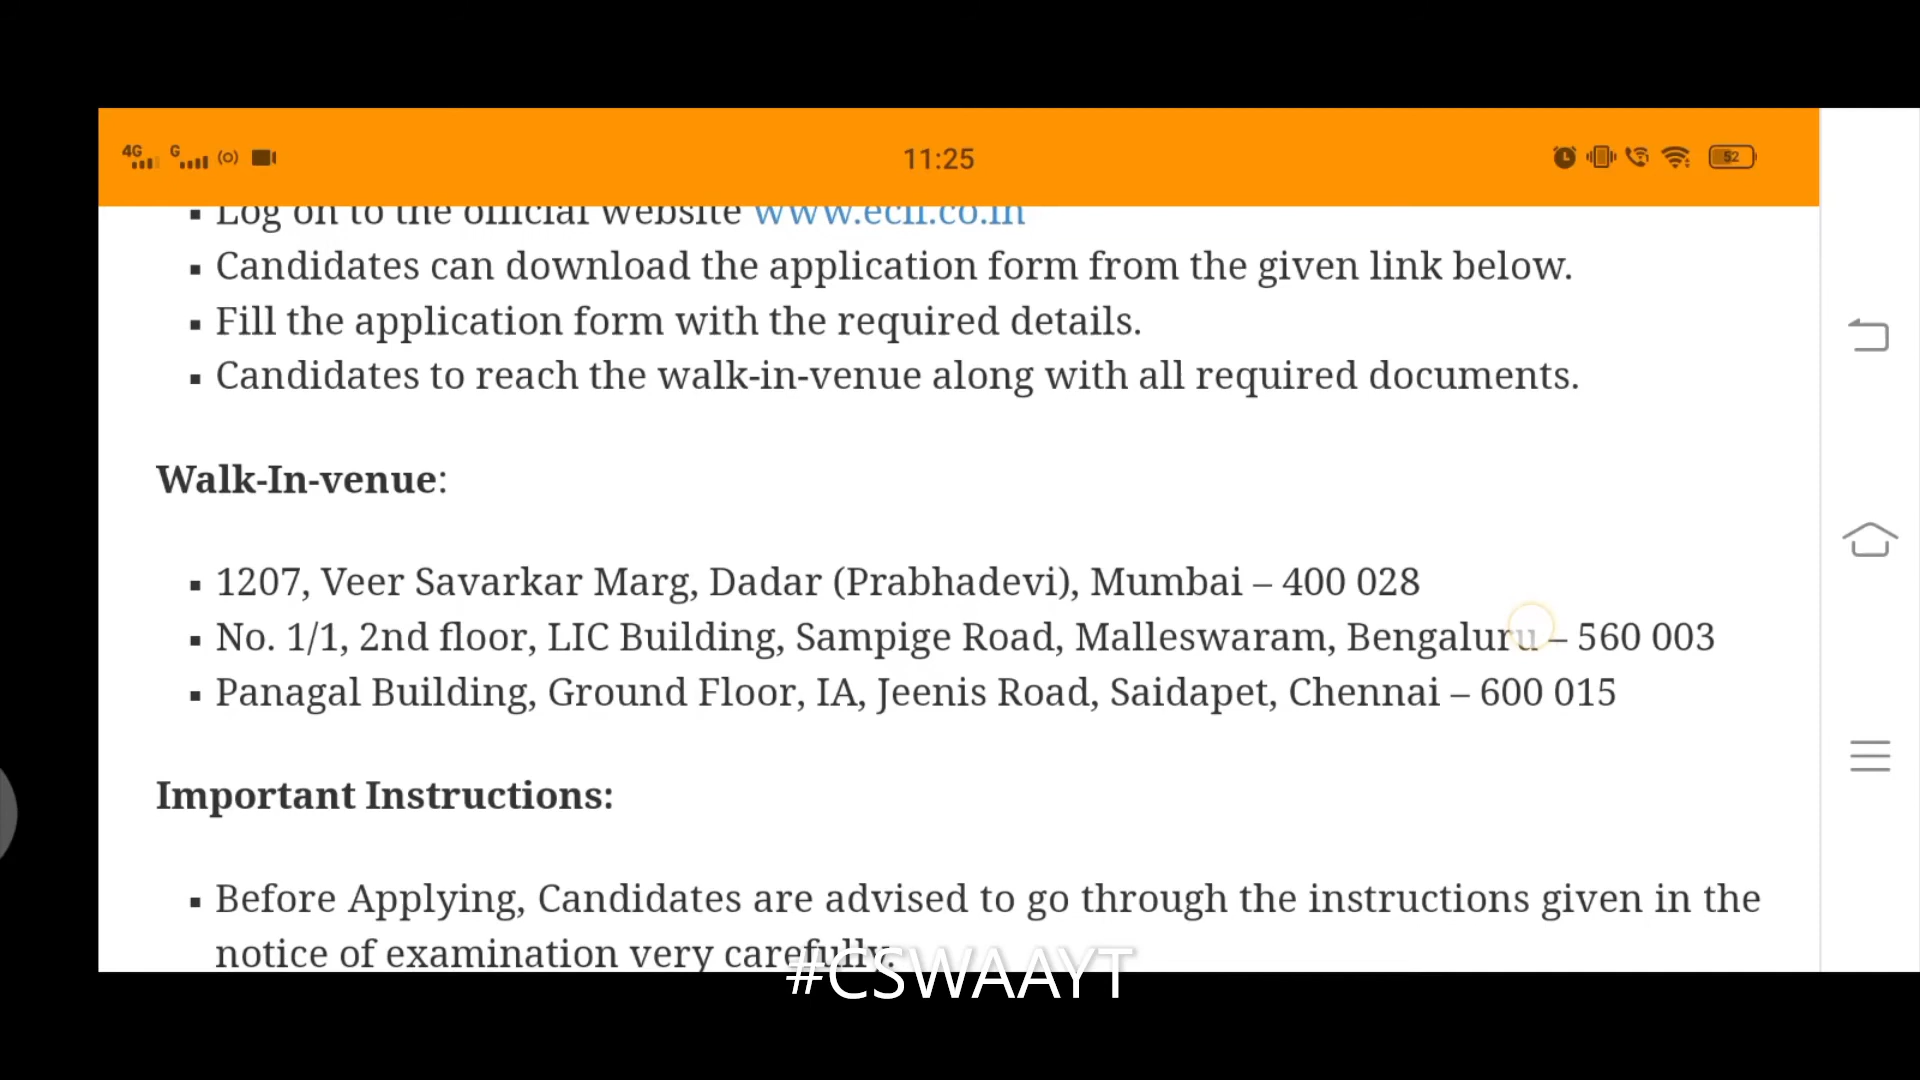 4G G 11:25 52
▪ Log on to the official website www.ecil.co.in
▪ Candidates can download the application form from the given link below.
▪ Fill the application form with the required details.
▪ Candidates to reach the walk-in-venue along with all required documents.
Walk-In-venue:
▪ 1207, Veer Savarkar Marg, Dadar (Prabhadevi), Mumbai – 400 028
▪ No. 1/1, 2nd floor, LIC Building, Sampige Road, Malleswaram, Bengaluru – 560 003
▪ Panagal Building, Ground Floor, IA, Jeenis Road, Saidapet, Chennai – 600 015
Important Instructions:
▪ Before Applying, Candidates are advised to go through the instructions given in the
notice of examination very carefully.
#CSWAAYT